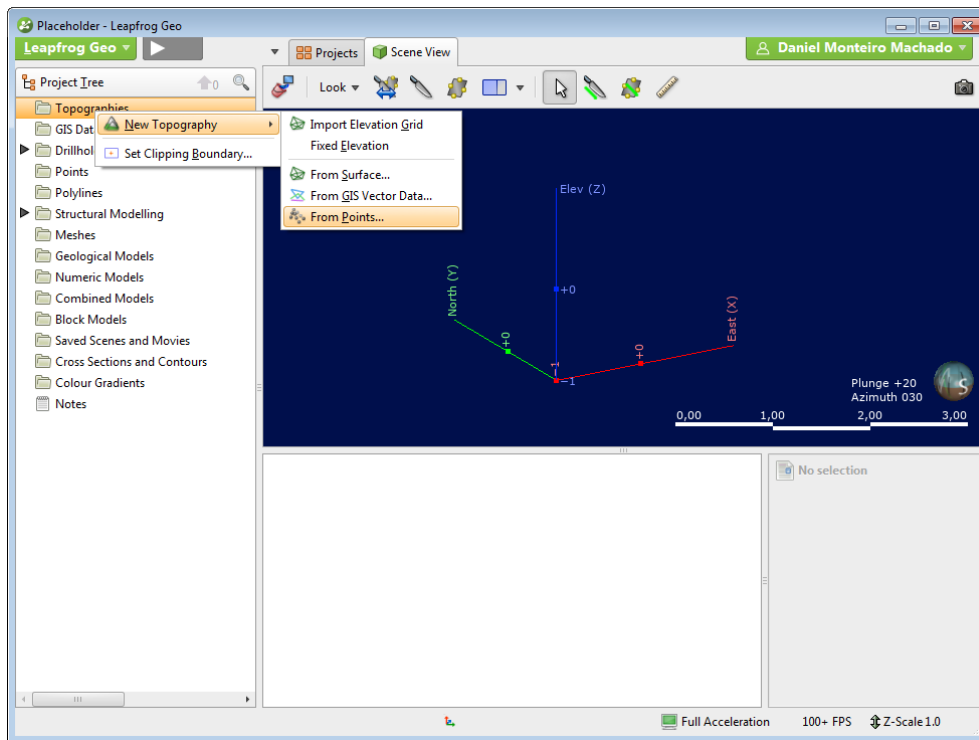 Placeholder - Leapfrog Geo
Leapfrog Geo
Projects
Scene View
Daniel Monteiro Machado
Project Tree
0
Look
Topographies
New Topography
Import Elevation Grid
GIS Dat
Fixed Elevation
Drillho
Set Clipping Boundary...
Points
From Surface...
Polylines
From GIS Vector Data...
Structural Modelling
From Points...
Meshes
Geological Models
Numeric Models
Combined Models
Block Models
Saved Scenes and Movies
Cross Sections and Contours
Colour Gradients
Notes
Elev (Z)
North (Y)
East (X)
+0
+0
+0
-1
-1
Plunge +20
Azimuth 030
0,00 1,00 2,00 3,00
No selection
Full Acceleration 100+ FPS Z-Scale 1.0